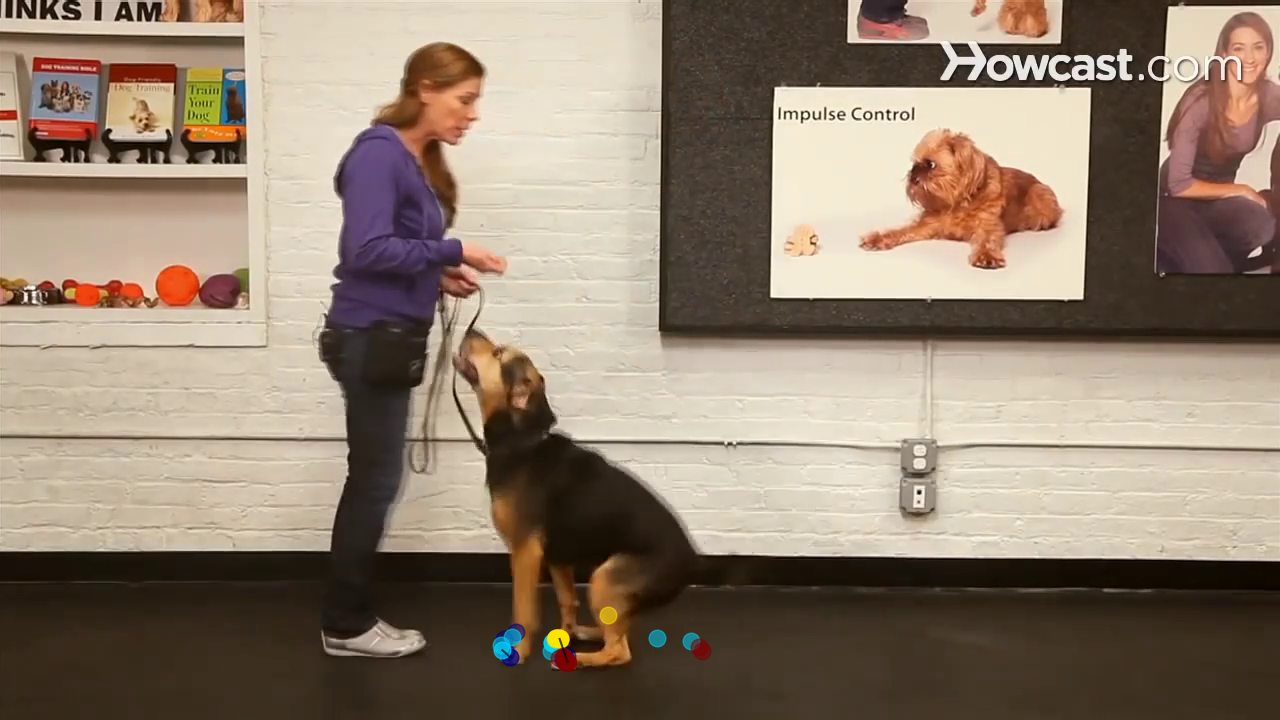 INKS I AM
Howcast.com
DOG TRAINING BIBLE
Dog-Friendly
Dog Training
Train
Your
Dog
Impulse Control